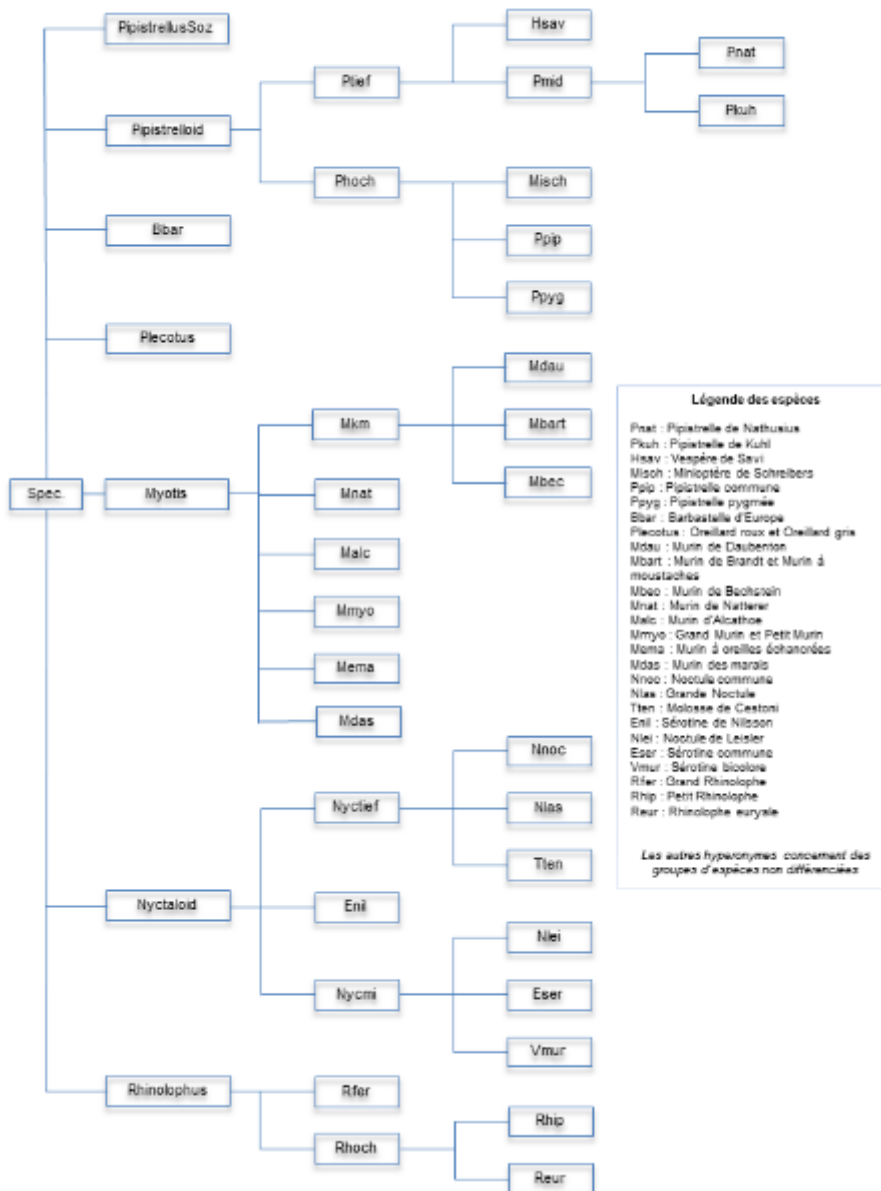 PipistrellusSoz
Hsav
Pnat
Ptief
Pmid
Pipistrelloid
Pkuh
Phoch
Misch
Ppip
Bbar
Ppyg
Plecotus
Mdau
Mkm
Mbart
Mbec
Spec.
Myotis
Mnat
Malc
Mmyo
Mema
Mdas
Légende des espèces
Pnat : Pipistrelle de Nathusius
Pkuh : Pipistrelle de Kuhl
Hsav : Vespère de Savi
Misch : Minioptère de Schreibers
Ppip : Pipistrelle commune
Ppyg : Pipistrelle pygmée
Bbar : Barbastelle d'Europe
Plecotus : Oreillard roux et Oreillard gris
Mdau : Murin de Daubenton
Mbart : Murin de Brandt et Murin à
moustaches
Mbec : Murin de Bechstein
Mnat : Murin de Natterer
Malc : Murin d'Alcathoe
Mmyo : Grand Murin et Petit Murin
Mema : Murin à oreilles échancrées
Mdas : Murin des marais
Nnoc : Noctule commune
Nlas : Grande Noctule
Tten : Molosse de Cestoni
Enil : Sérotine de Nilsson
Nlei : Noctule de Leisler
Eser : Sérotine commune
Vmur : Sérotine bicolore
Rfer : Grand Rhinolophe
Rhip : Petit Rhinolophe
Reur : Rhinolophe euryale
Les autres hyperonymes concernent des
groupes d'espèces non différenciées
Nnoc
Nyctief
Nlas
Tten
Nyctaloid
Enil
Nlei
Nycmi
Eser
Vmur
Rhinolophus
Rfer
Rhoch
Rhip
Reur